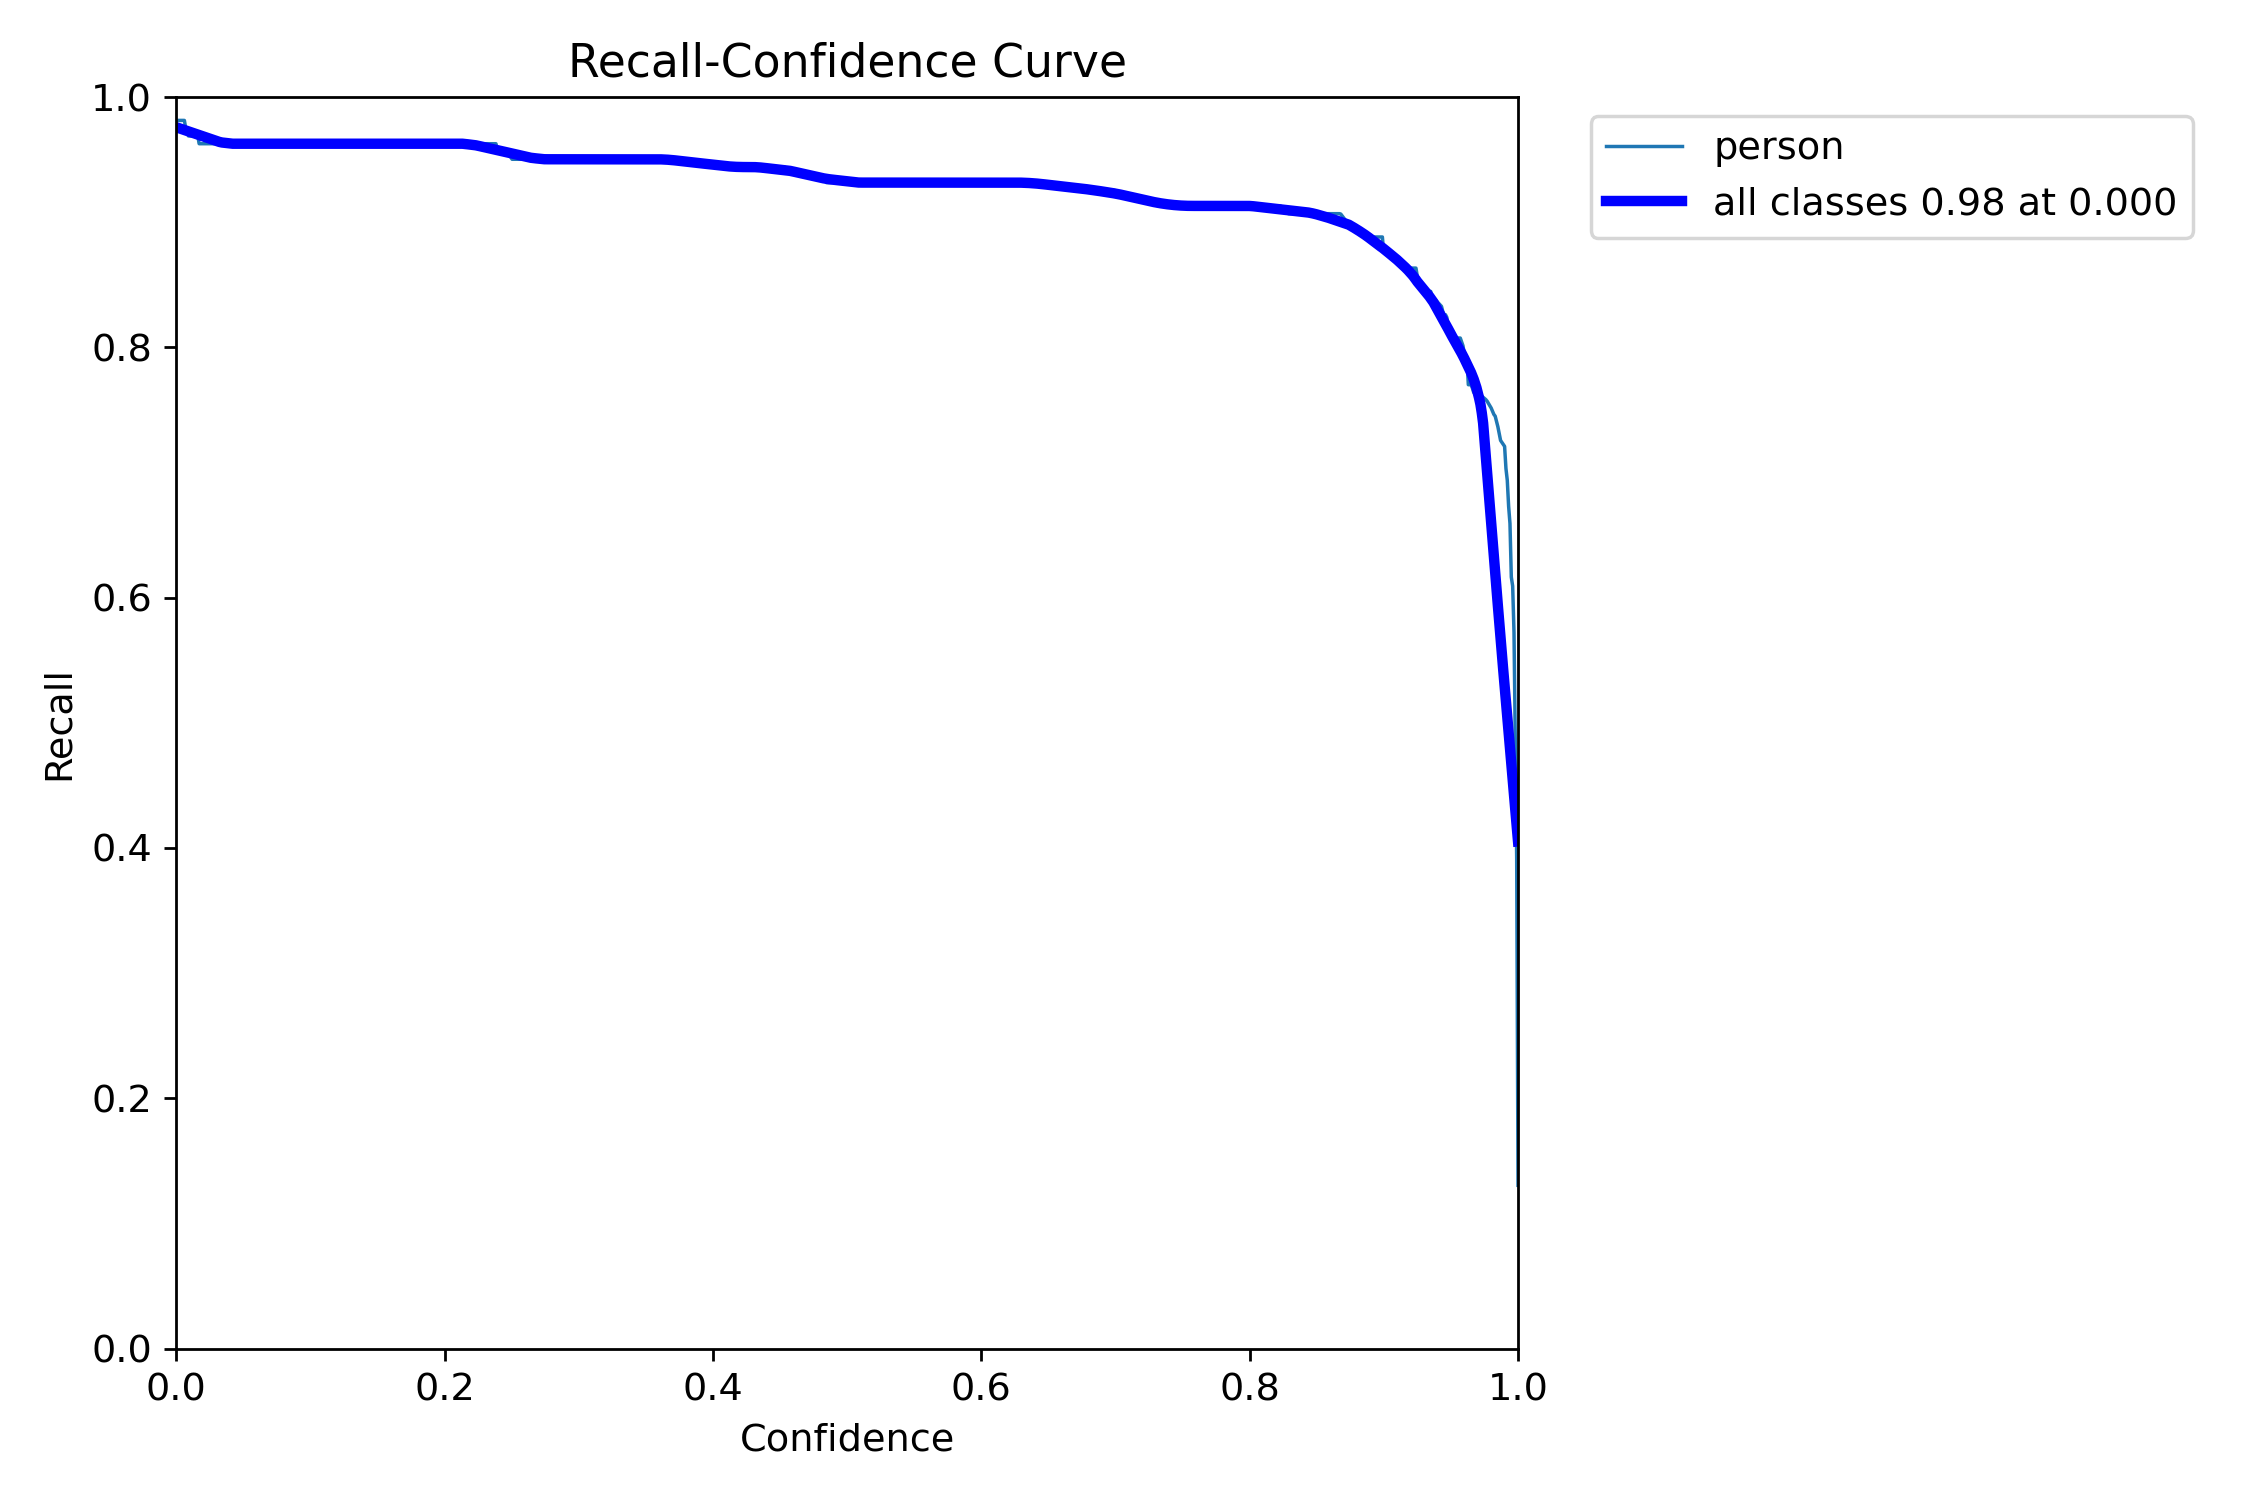 Recall-Confidence Curve
person
all classes 0.98 at 0.000
Recall
1.0
0.8
0.6
0.4
0.2
0.0
0.0 0.2 0.4 0.6 0.8 1.0
Confidence